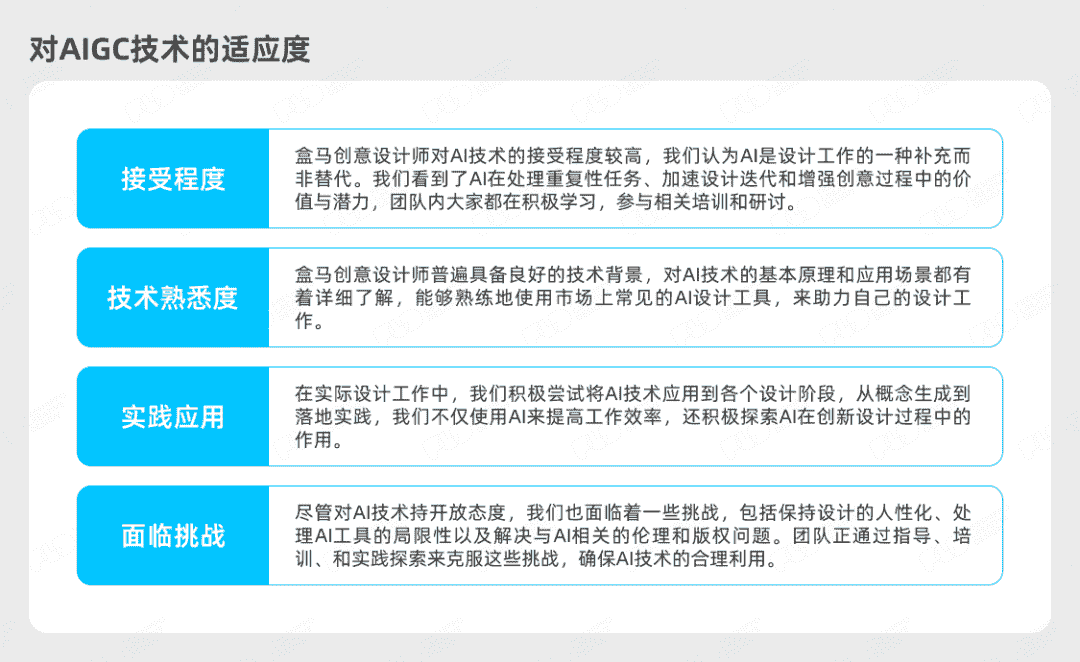 对AIGC技术的适应度
接受程度
盒马创意设计师对AI技术的接受程度较高，我们认为AI是设计工作的一种补充而
非替代。我们看到了AI在处理重复性任务、加速设计迭代和增强创意过程中的价
值与潜力，团队内大家都在积极学习，参与相关培训和研讨。
技术熟悉度
盒马创意设计师普遍具备良好的技术背景，对AI技术的基本原理和应用场景都有
着详细了解，能够熟练地使用市场上常见的AI设计工具，来助力自己的设计工
作。
实践应用
在实际设计工作中，我们积极尝试将AI技术应用到各个设计阶段，从概念生成到
落地实践，我们不仅使用AI来提高工作效率，还积极探索AI在创新设计过程中的
作用。
面临挑战
尽管对AI技术持开放态度，我们也面临着一些挑战，包括保持设计的人性化、处
理AI工具的局限性以及解决与AI相关的伦理和版权问题。团队正通过指导、培
训、和实践探索来克服这些挑战，确保AI技术的合理利用。